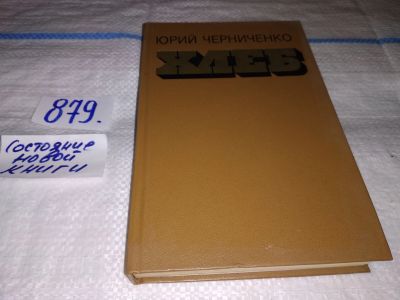 ЮРИЙ ЧЕРНИЧЕНКО
ХЛЕБ
879.
Состояние
новой
книги